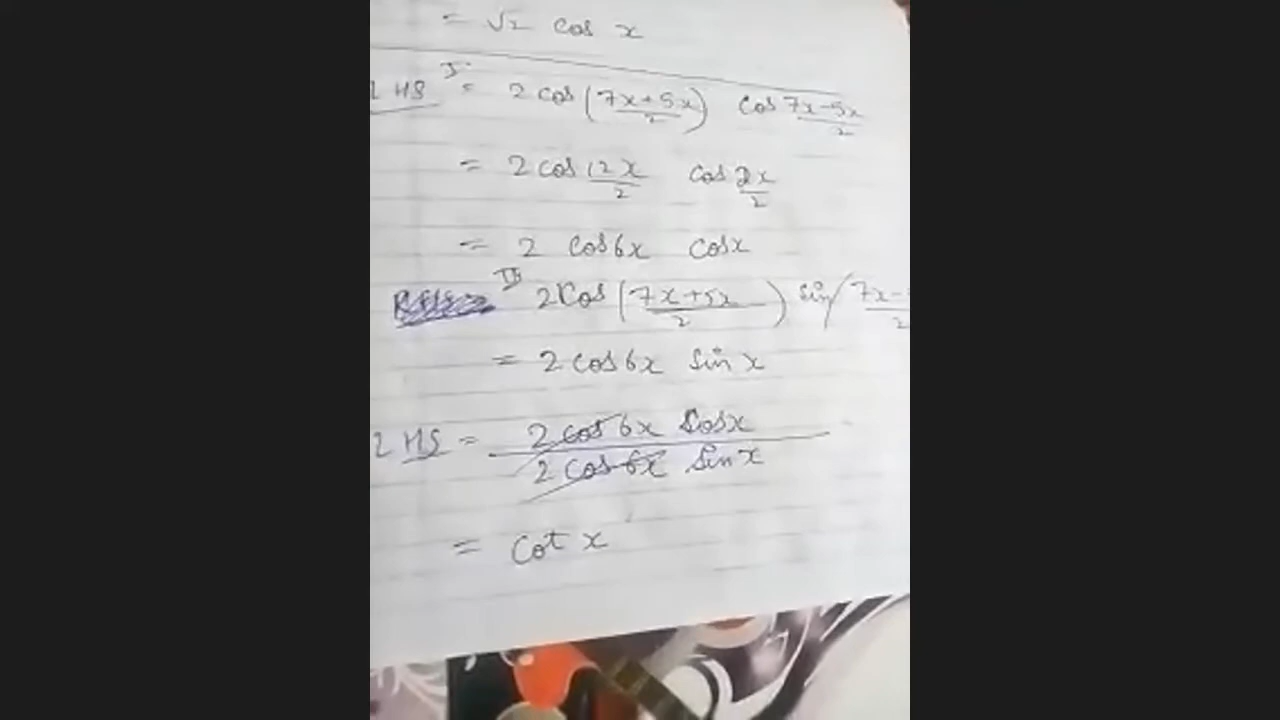 = √2 cos x
LHS I = 2 cos (7x+5x/2) cos 7x-5x/2
= 2 cos 12x/2 cos 2x/2
= 2 cos 6x cos x
II 2 cos (7x+5x/2) sin (7x-
= 2 cos 6x sin x
LHS = 2 cos 6x cos x / 2 cos 6x sin x
= cot x